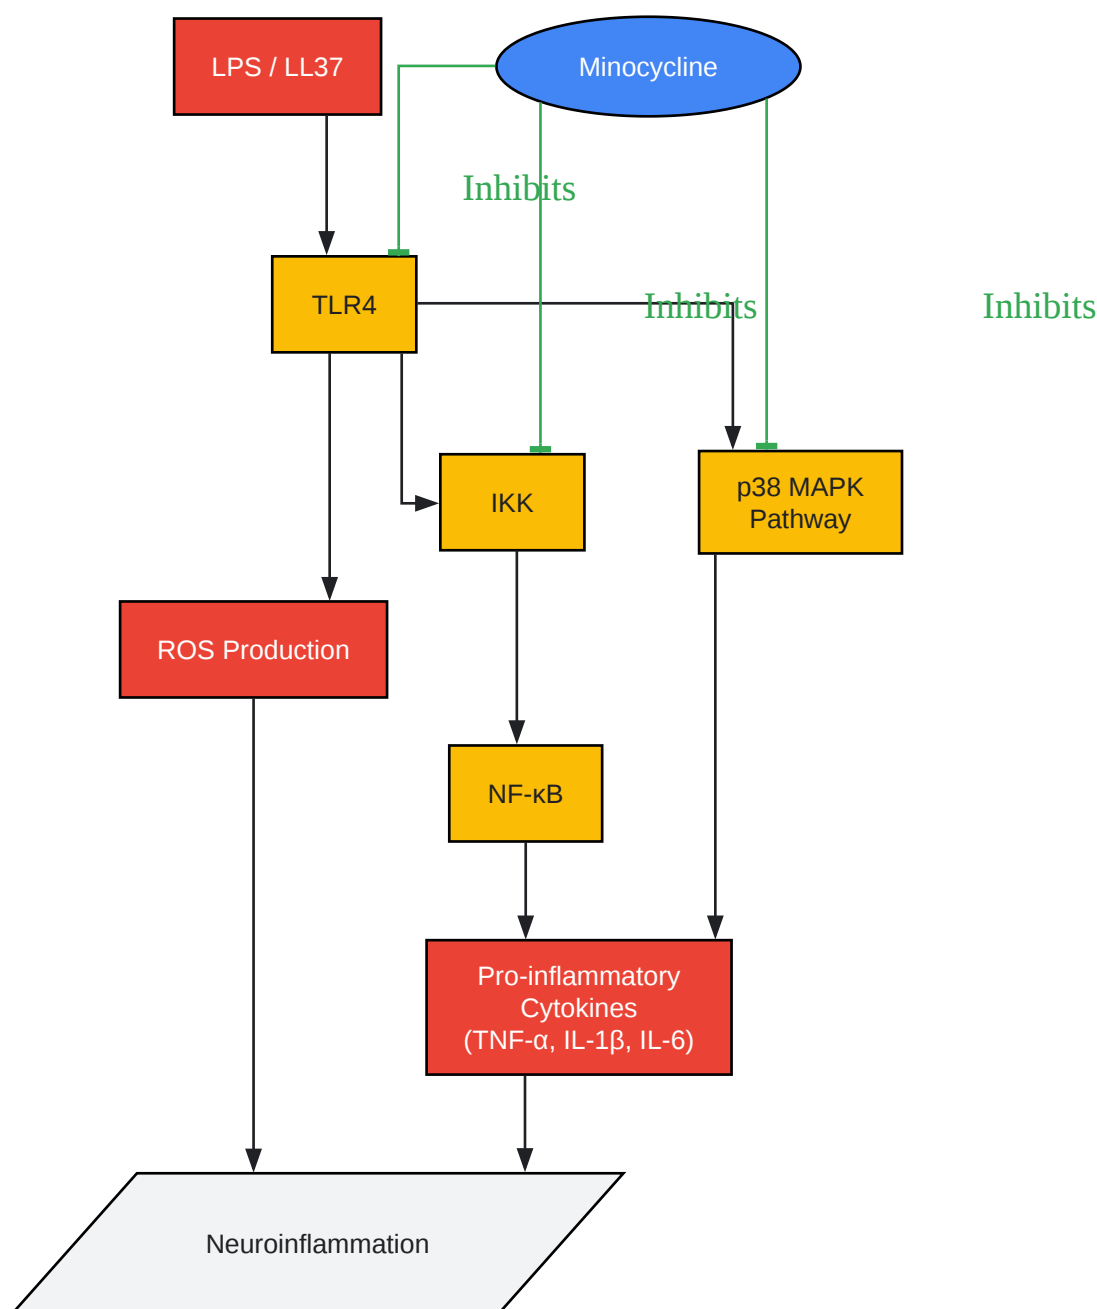 LPS / LL37
Minocycline
Inhibits
TLR4
Inhibits
Inhibits
IKK
p38 MAPK
Pathway
ROS Production
NF-κB
Pro-inflammatory
Cytokines
(TNF-α, IL-1β, IL-6)
Neuroinflammation